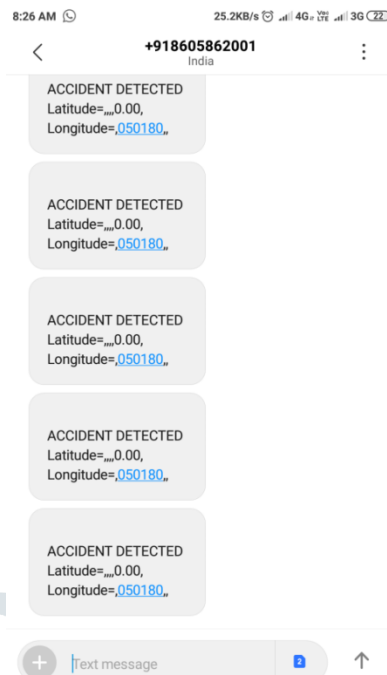 8:26 AM 25.2KB/s 4G VoLTE 3G 22
+918605862001
India
ACCIDENT DETECTED
Latitude=,,,,0.00,
Longitude=,050180,,
ACCIDENT DETECTED
Latitude=,,,,0.00,
Longitude=,050180,,
ACCIDENT DETECTED
Latitude=,,,,0.00,
Longitude=,050180,,
ACCIDENT DETECTED
Latitude=,,,,0.00,
Longitude=,050180,,
ACCIDENT DETECTED
Latitude=,,,,0.00,
Longitude=,050180,,
Text message 2